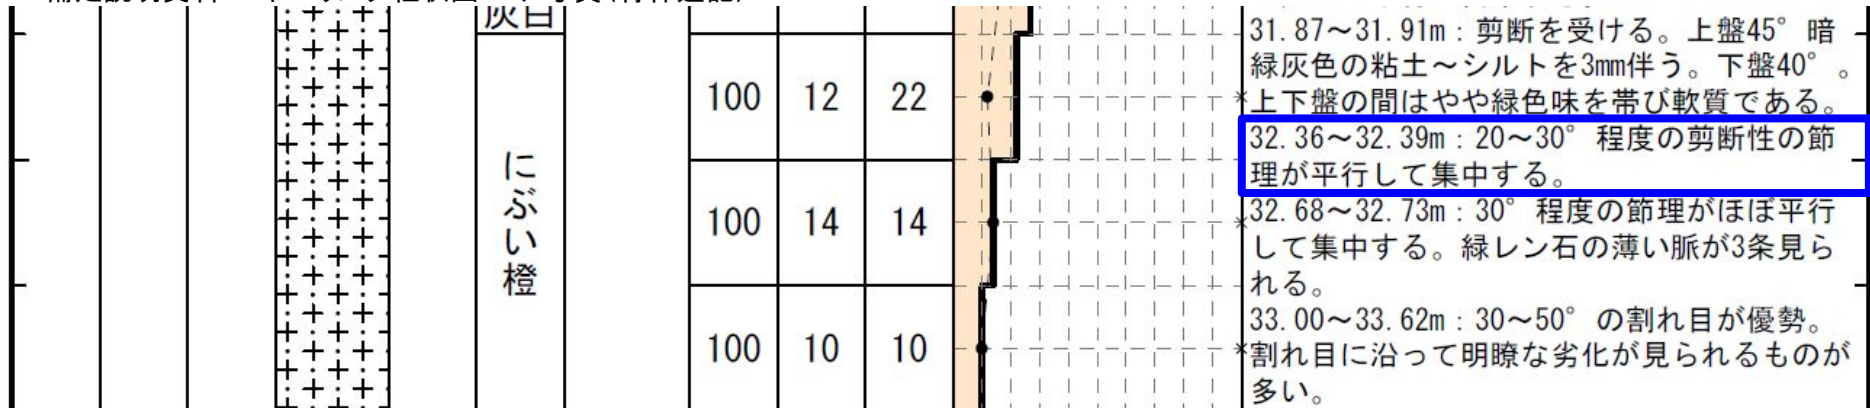 灰白
にぶい橙
100 12 22
100 14 14
100 10 10
31.87～31.91m：剪断を受ける。上盤45°暗
緑灰色の粘土～シルトを3㎜伴う。下盤40°。
上下盤の間はやや緑色味を帯び軟質である。
32.36～32.39m：20～30°程度の剪断性の節
理が平行して集中する。
32.68～32.73m：30°程度の節理がほぼ平行
して集中する。緑レン石の薄い脈が3条見ら
れる。
33.00～33.62m：30～50°の割れ目が優勢。
割れ目に沿って明瞭な劣化が見られるものが
多い。